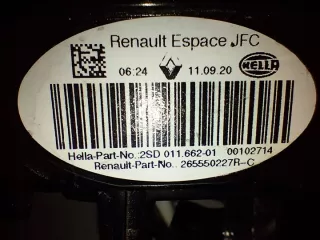 Renault Espace JFC
06:24 11.09.20 HELLA
Hella-Part-No.:2SD 011.662-01 00102714
Renault-Part-No.. 265550227R-C